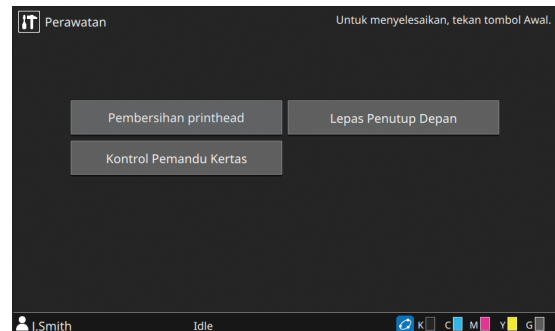 Perawatan
Untuk menyelesaikan, tekan tombol Awal.
Pembersihan printhead
Lepas Penutup Depan
Kontrol Pemandu Kertas
J.Smith Idle K C M Y G